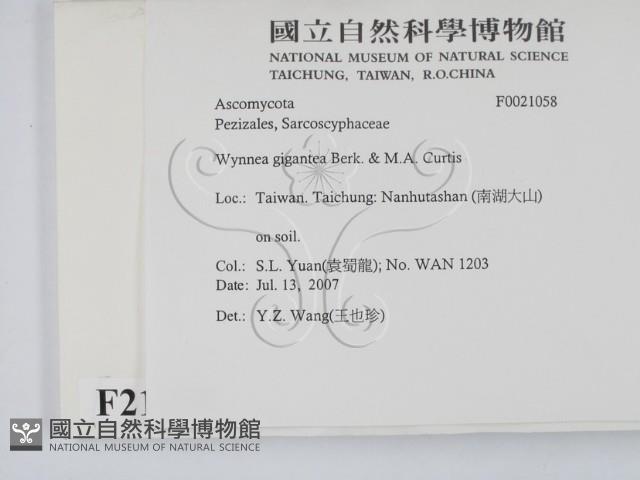 國立自然科學博物館
NATIONAL MUSEUM OF NATURAL SCIENCE
TAICHUNG, TAIWAN, R.O.CHINA
Ascomycota F0021058
Pezizales, Sarcoscyphaceae
Wynnea gigantea Berk. & M.A. Curtis
Loc.: Taiwan. Taichung: Nanhutashan (南湖大山)
on soil.
Col.: S.L. Yuan(袁蜀龍); No. WAN 1203
Date: Jul. 13, 2007
Det.: Y.Z. Wang(王也珍)
F21
國立自然科學博物館
NATIONAL MUSEUM OF NATURAL SCIENCE